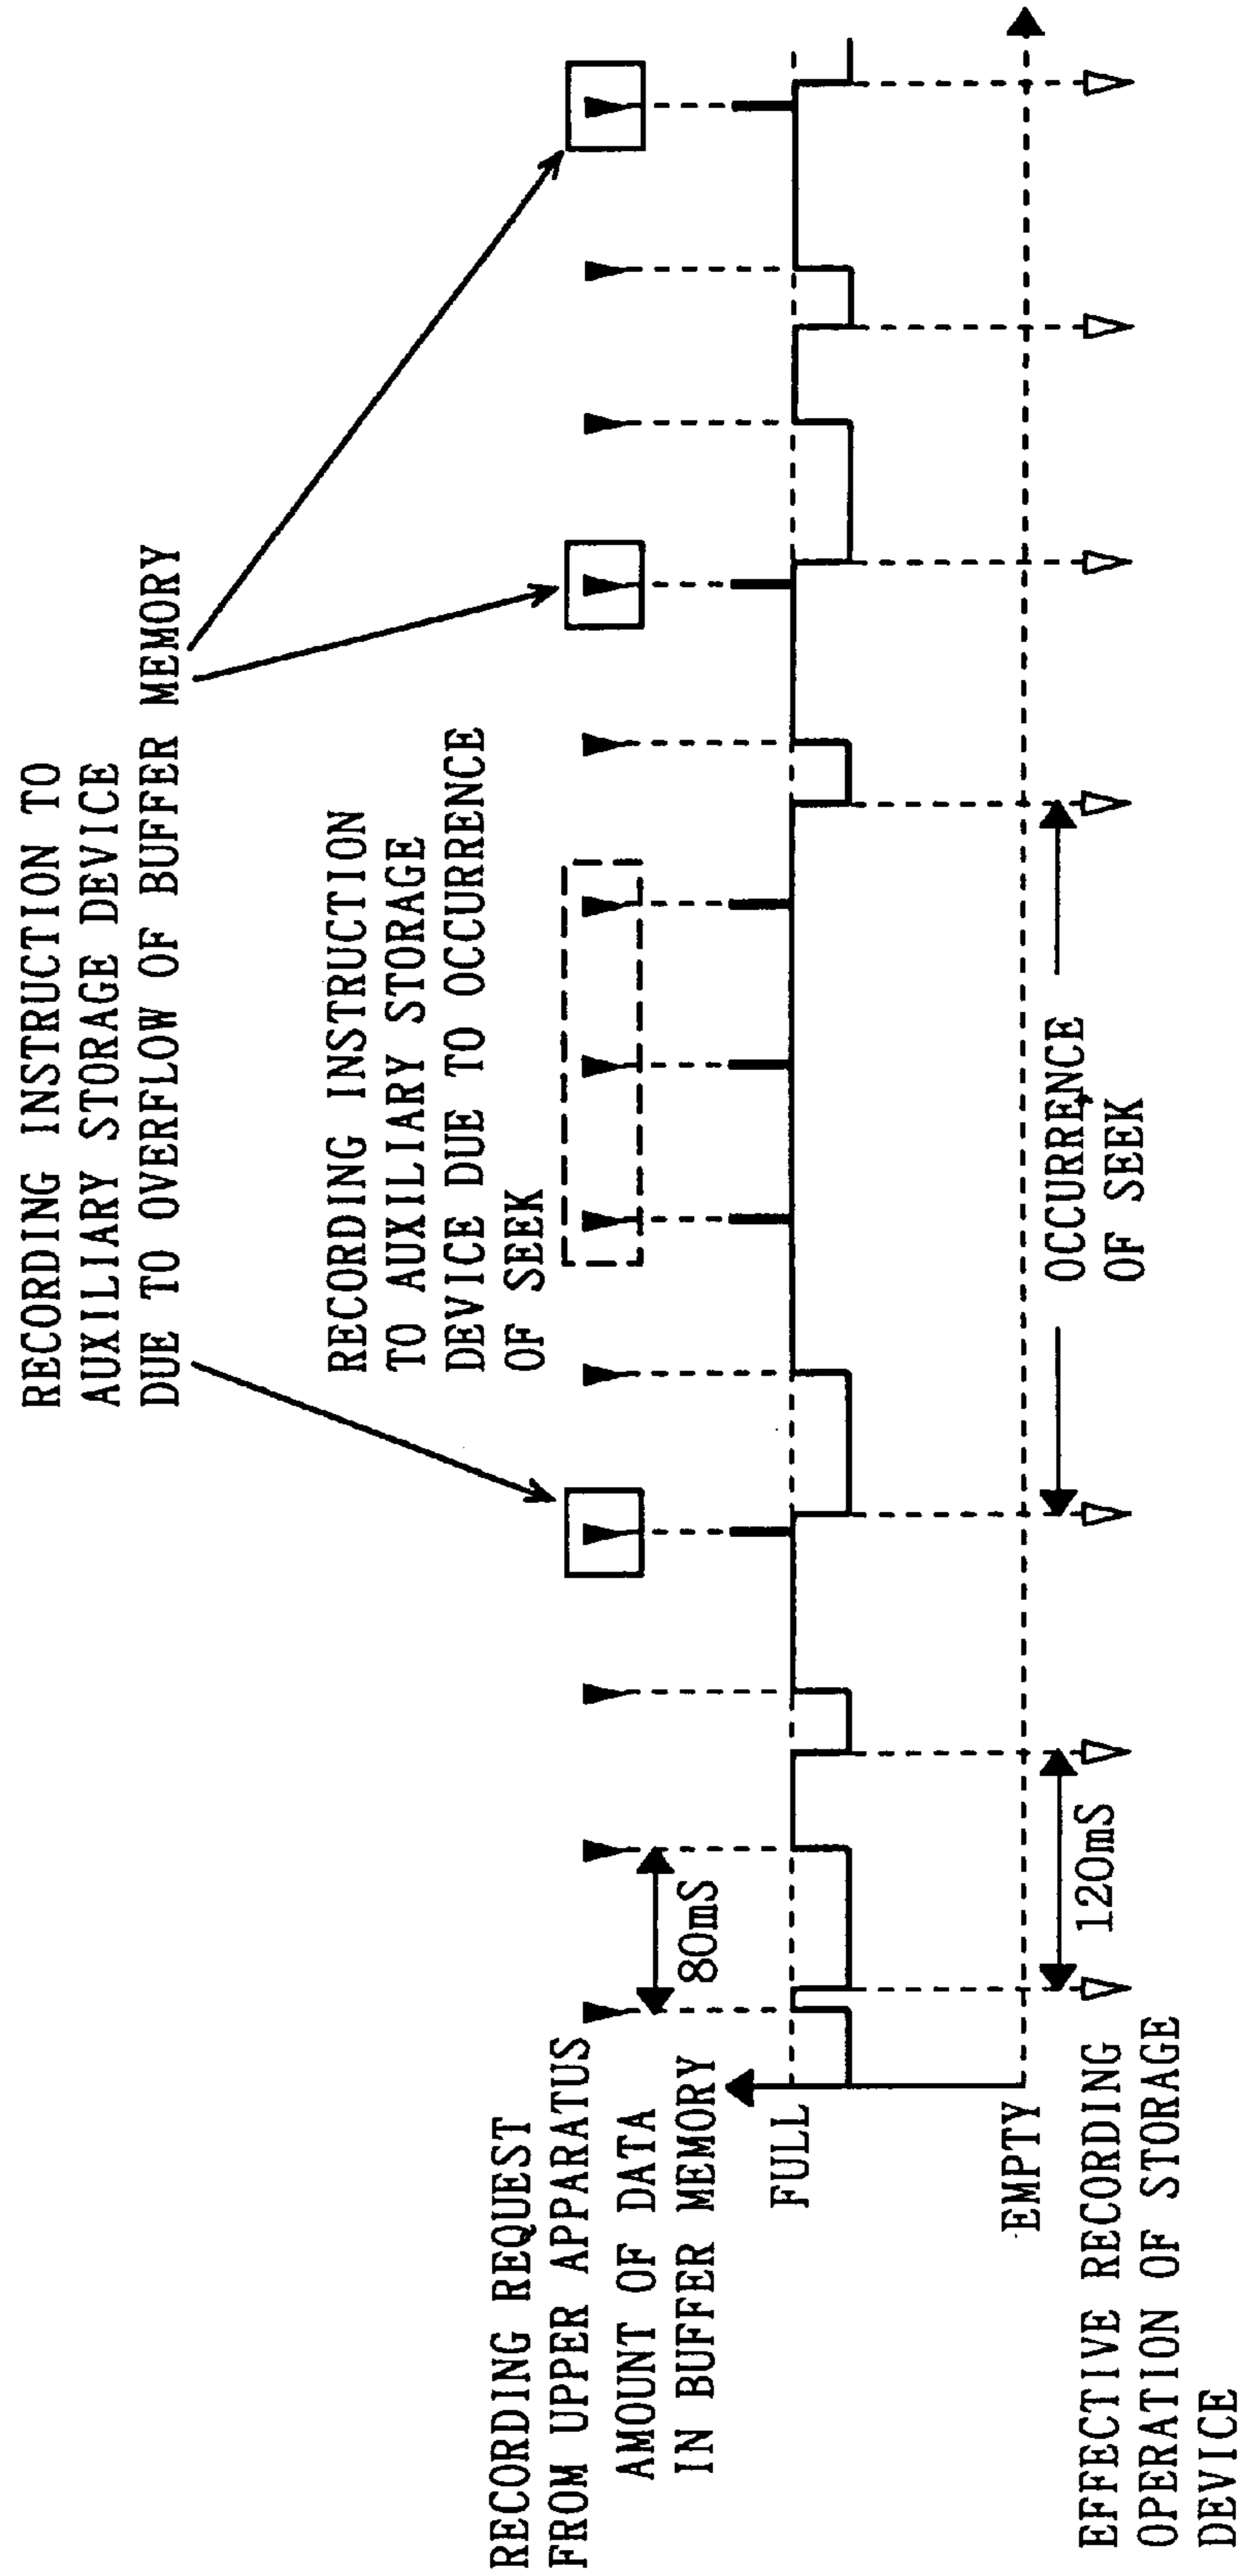 RECORDING INSTRUCTION TO
AUXILIARY STORAGE DEVICE
DUE TO OVERFLOW OF BUFFER MEMORY
RECORDING INSTRUCTION
TO AUXILIARY STORAGE
DEVICE DUE TO OCCURRENCE
OF SEEK
RECORDING REQUEST
FROM UPPER APPARATUS
80mS
AMOUNT OF DATA
IN BUFFER MEMORY
FULL
EMPTY
120mS
OCCURRENCE
OF SEEK
EFFECTIVE RECORDING
OPERATION OF STORAGE
DEVICE